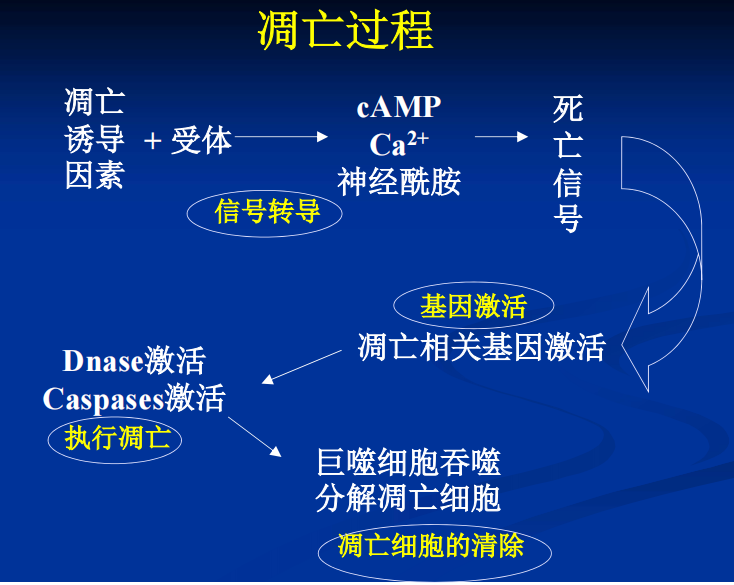 凋亡过程
凋亡
诱导
因素
+ 受体
cAMP
Ca²⁺
神经酰胺
死
亡
信
号
信号转导
基因激活
凋亡相关基因激活
Dnase激活
Caspases激活
执行凋亡
巨噬细胞吞噬
分解凋亡细胞
凋亡细胞的清除